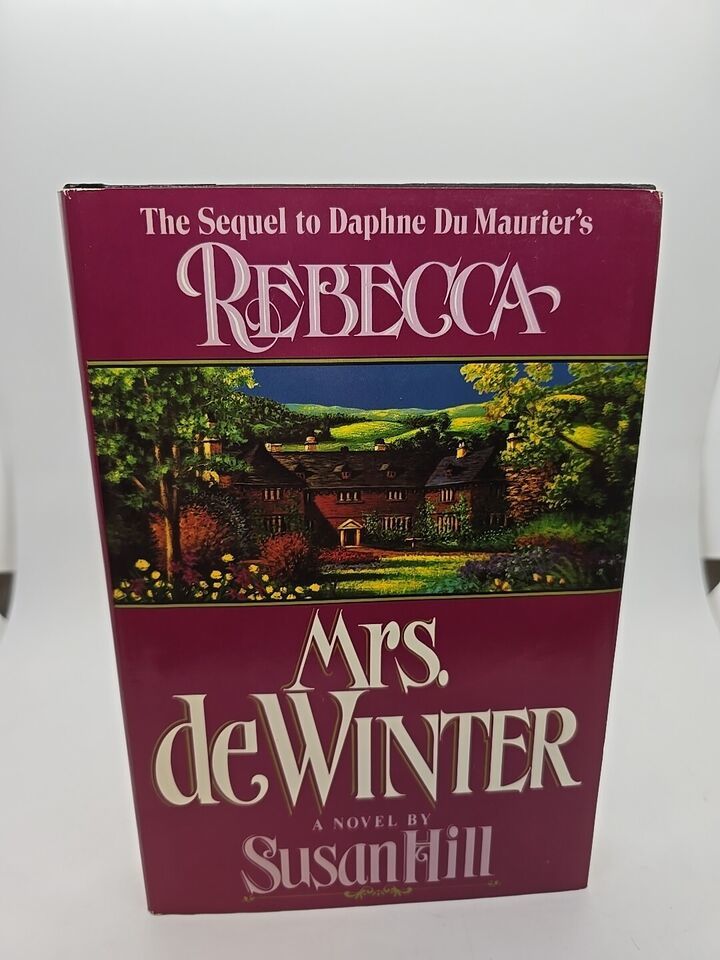 The Sequel to Daphne Du Maurier's
REBECCA
Mrs.
deWINTER
A NOVEL BY
SusanHill